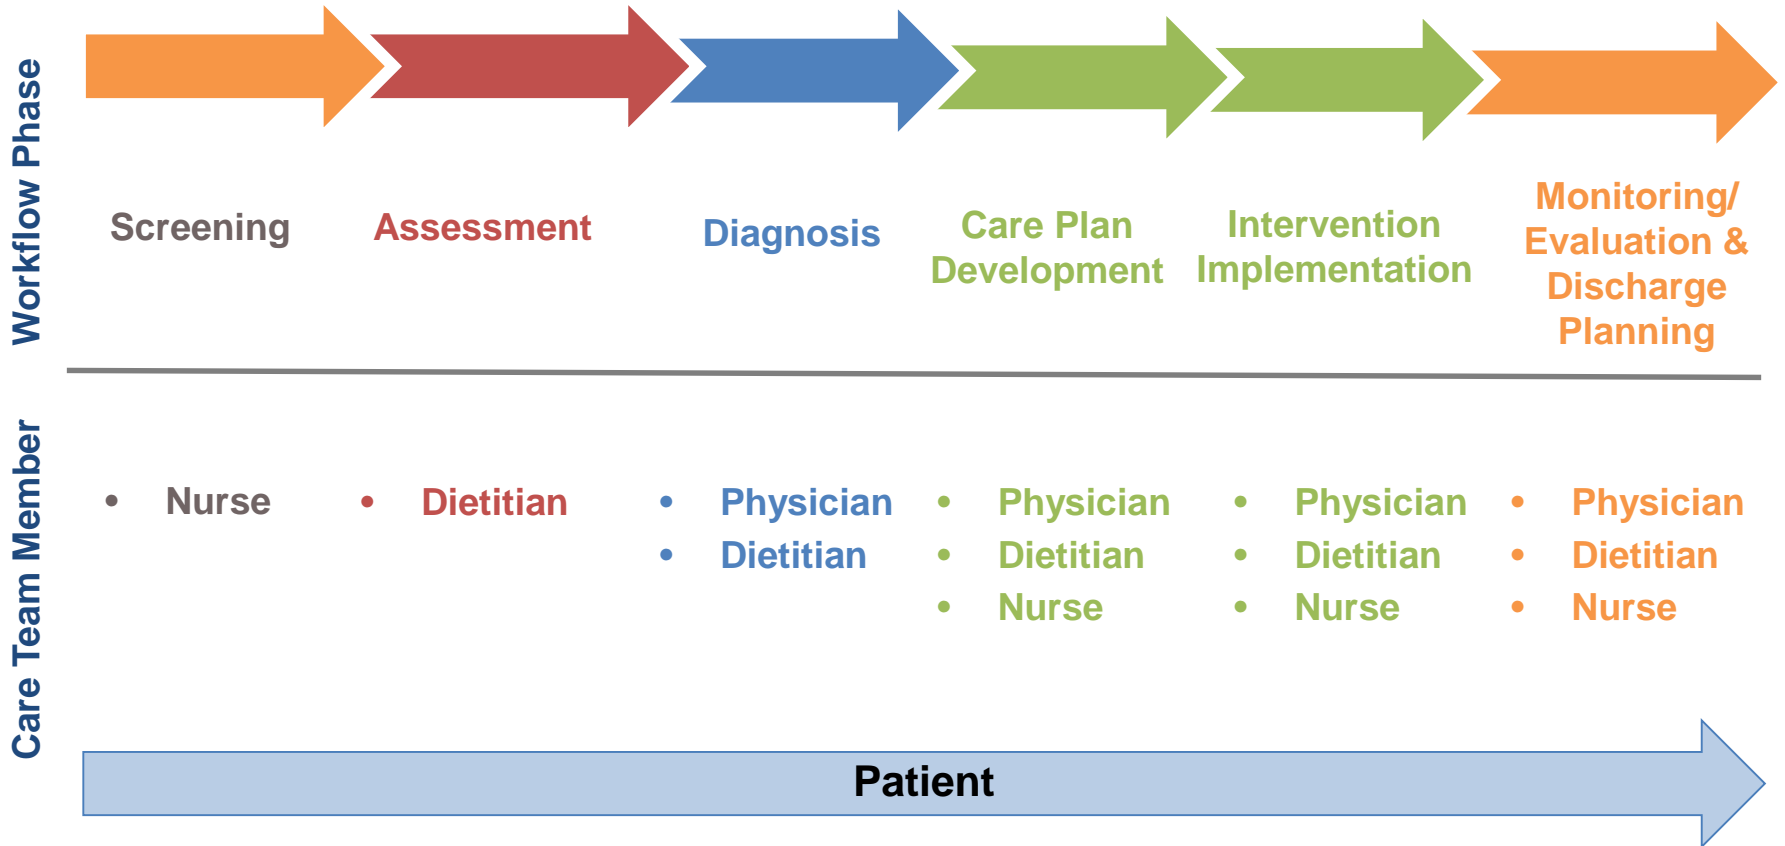 Workflow Phase
Screening
Assessment
Diagnosis
Care Plan
Development
Intervention
Implementation
Monitoring/
Evaluation &
Discharge
Planning
Care Team Member
• Nurse
• Dietitian
• Physician
• Dietitian
• Physician
• Dietitian
• Nurse
• Physician
• Dietitian
• Nurse
• Physician
• Dietitian
• Nurse
Patient